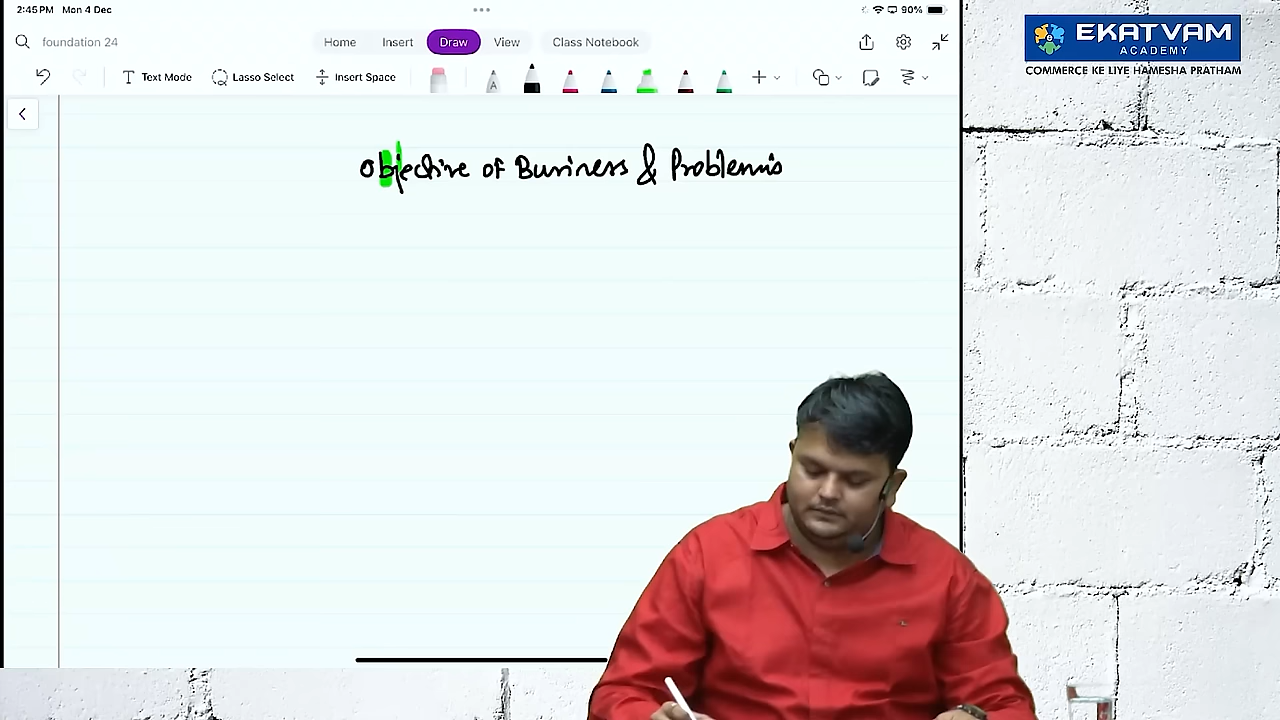 2:45 PM Mon 4 Dec
90%
foundation 24
Home Insert Draw View Class Notebook
Text Mode Lasso Select Insert Space
EKATVAM
ACADEMY
COMMERCE KE LIYE HAMESHA PRATHAM
Objective of Business &